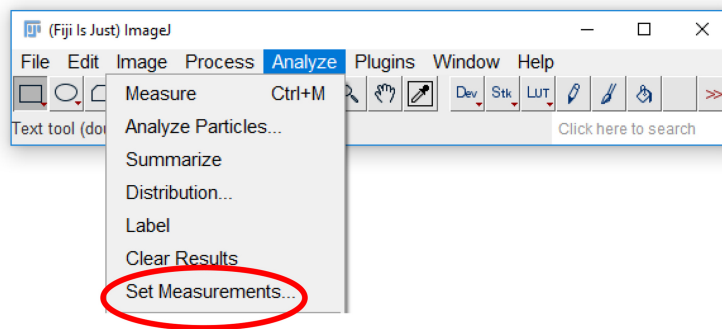 (Fiji Is Just) ImageJ
File Edit Image Process Analyze Plugins Window Help
Dev Stk LUT >>
Text tool (dou
Click here to search
Measure Ctrl+M
Analyze Particles...
Summarize
Distribution...
Label
Clear Results
Set Measurements...